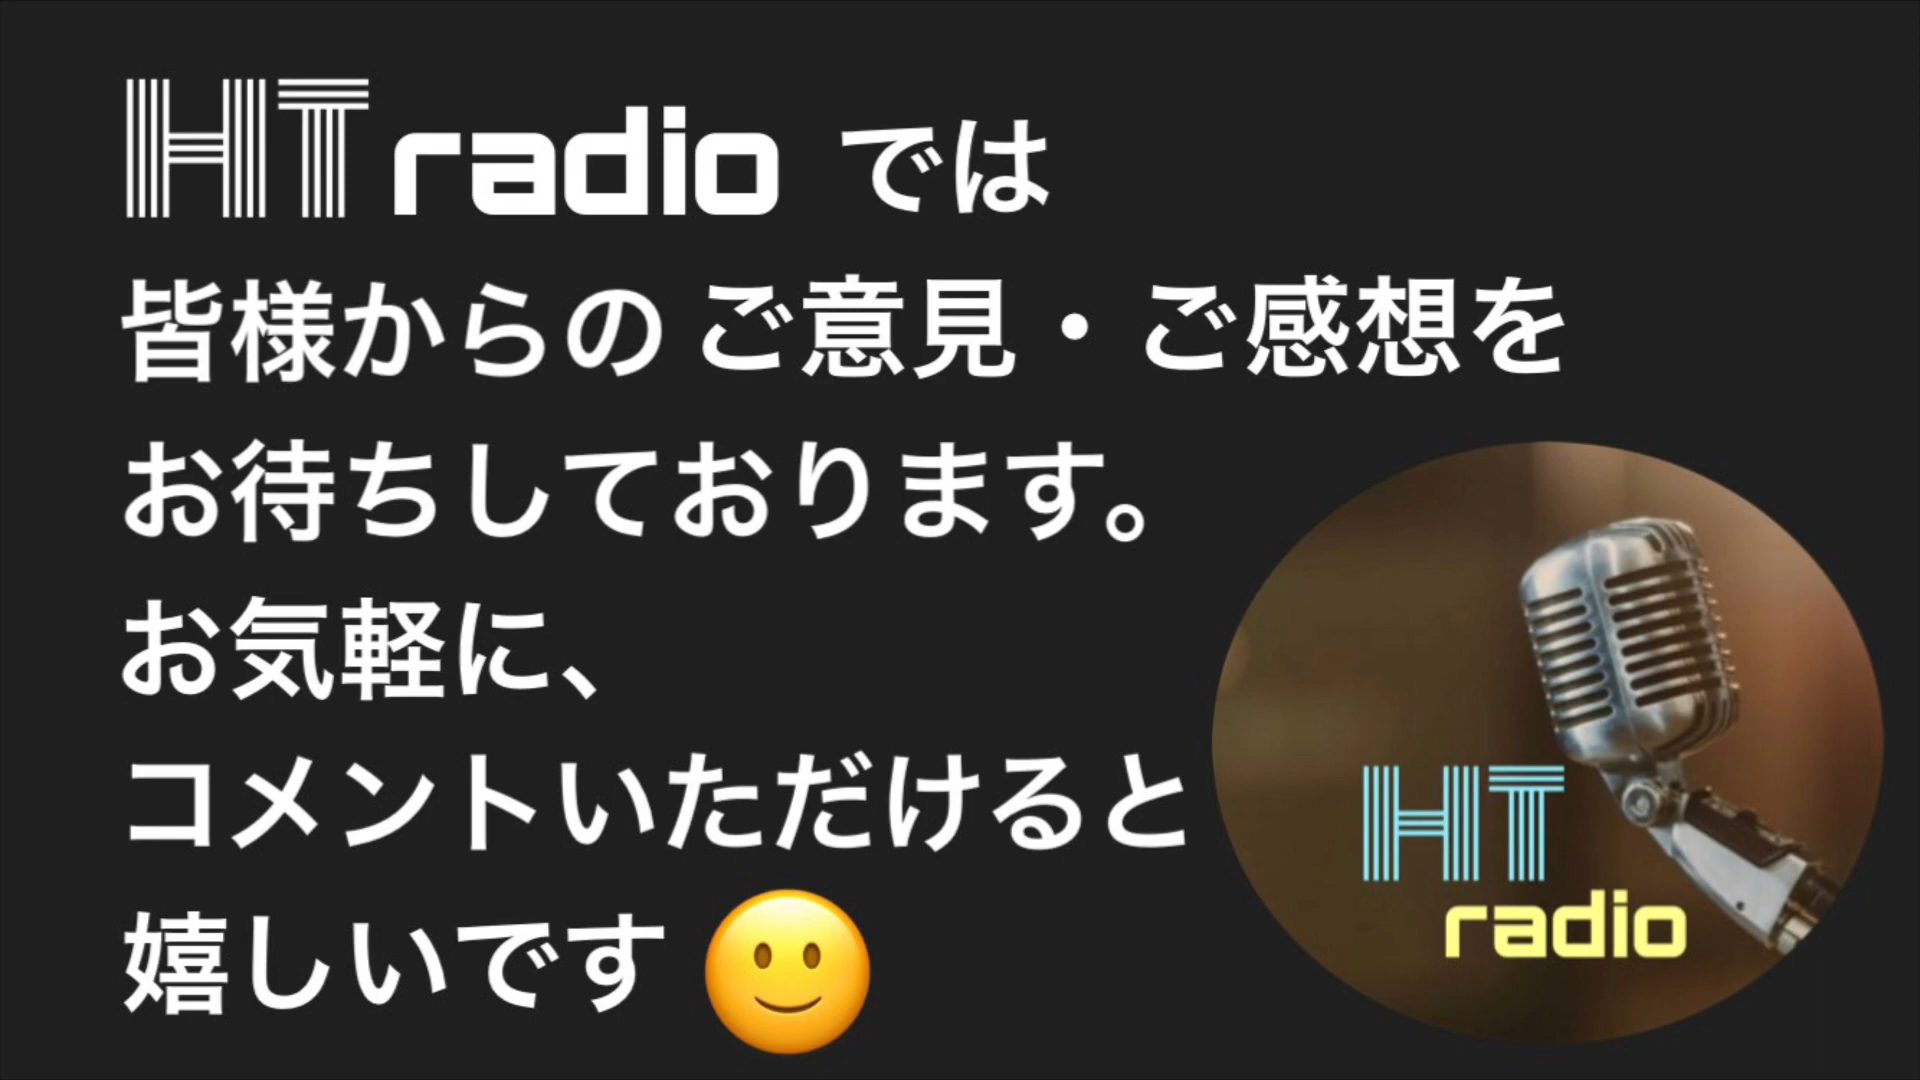 HT radio では
皆様からの ご意見・ご感想を
お待ちしております。
お気軽に、
コメントいただけると
嬉しいです
HT
radio